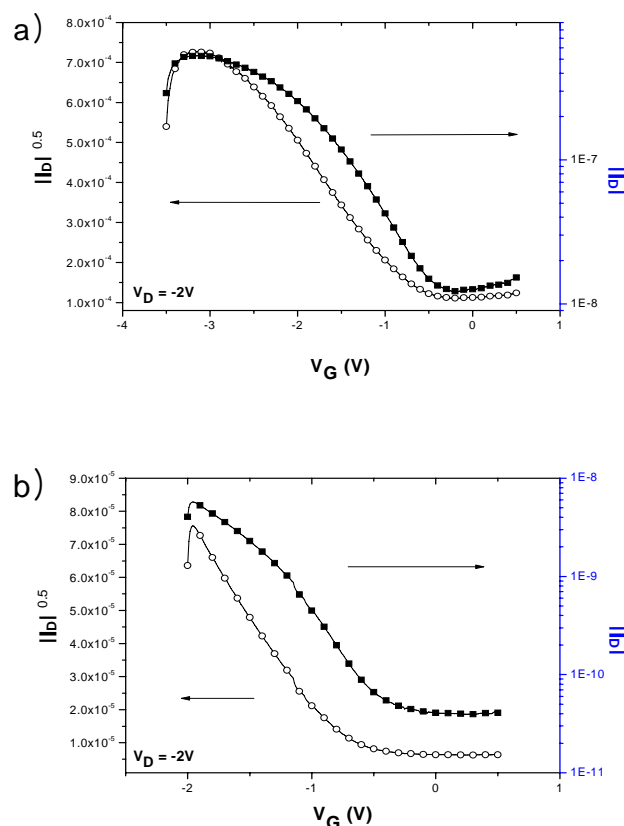 a)
8.0x10⁻⁴
7.0x10⁻⁴
6.0x10⁻⁴
5.0x10⁻⁴
4.0x10⁻⁴
3.0x10⁻⁴
2.0x10⁻⁴
1.0x10⁻⁴
||D| 0.5
1E-7
1E-8
||D|
V_D = -2V
-4 -3 -2 -1 0 1
V_G (V)
b)
9.0x10⁻⁵
8.0x10⁻⁵
7.0x10⁻⁵
6.0x10⁻⁵
5.0x10⁻⁵
4.0x10⁻⁵
3.0x10⁻⁵
2.0x10⁻⁵
1.0x10⁻⁵
||D| 0.5
1E-8
1E-9
1E-10
1E-11
||D|
V_D = -2V
-2 -1 0 1
V_G (V)